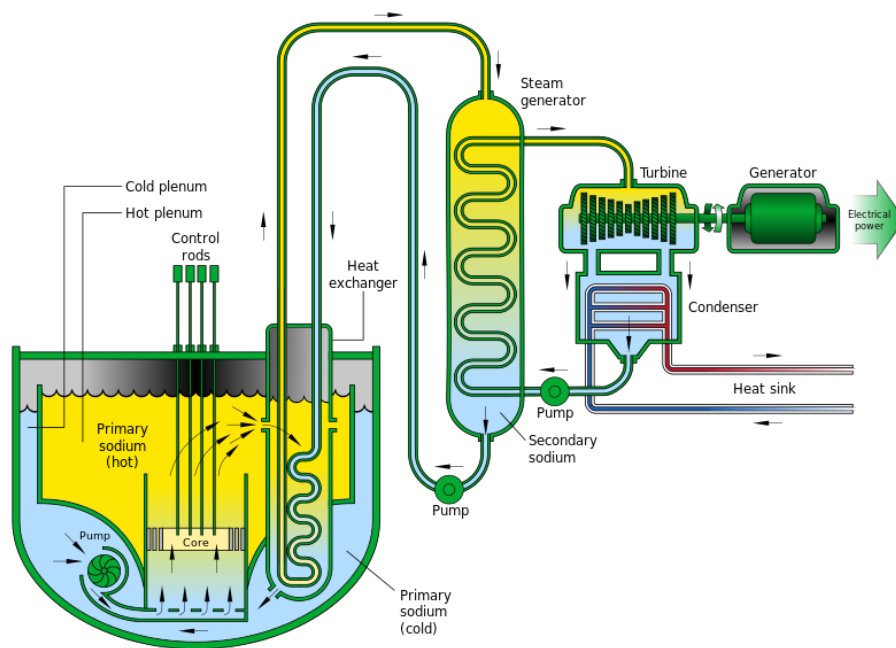 Steam
generator
Cold plenum
Hot plenum
Control
rods
Heat
exchanger
Turbine
Generator
Electrical
power
Condenser
Heat sink
Pump
Secondary
sodium
Pump
Primary
sodium
(hot)
Pump
Core
Primary
sodium
(cold)